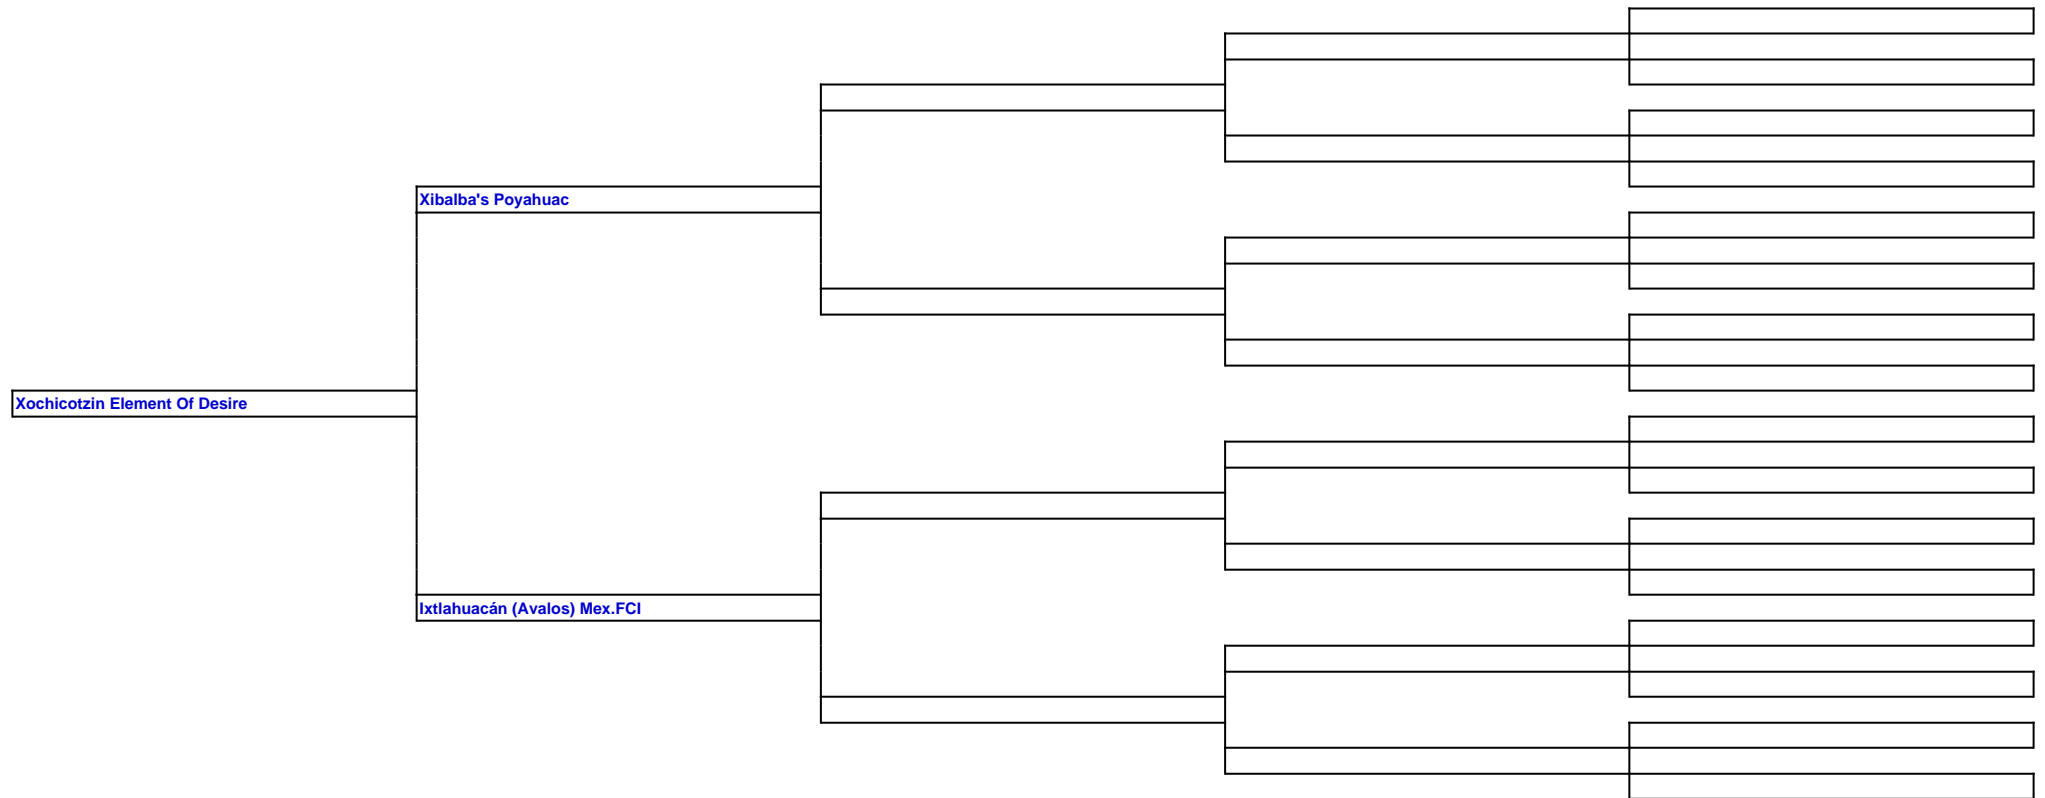 Xibalba's Poyahuac
Xochicotzin Element Of Desire
Ixtlahuacán (Avalos) Mex.FCI